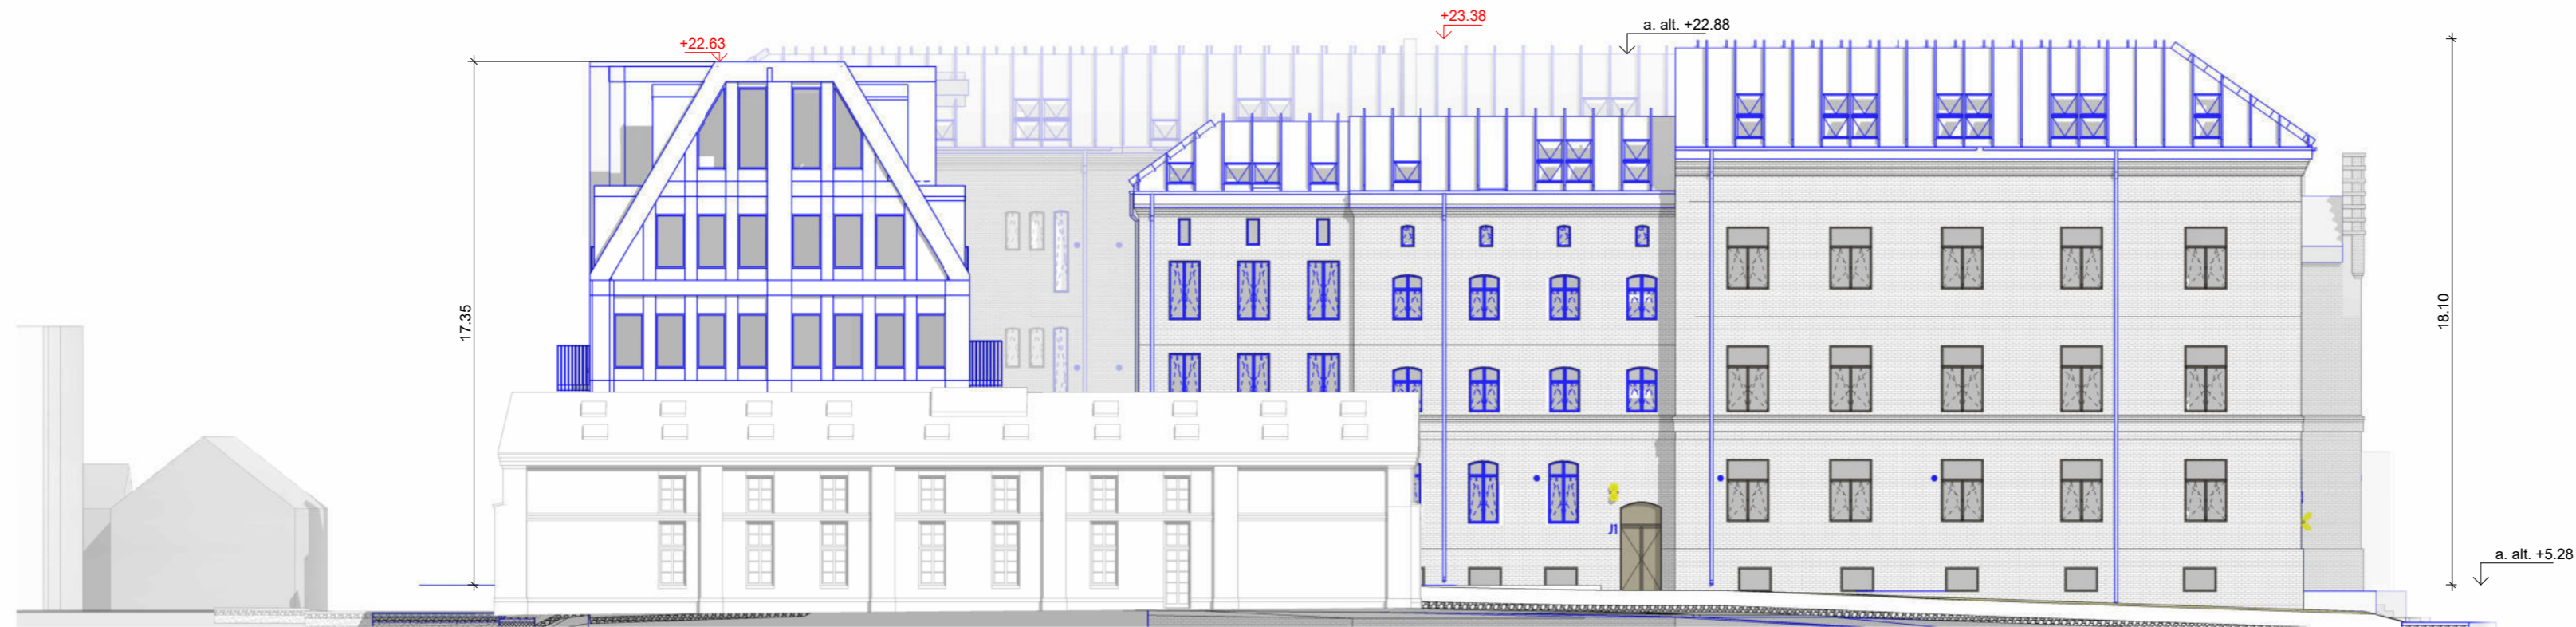 +23.38
a. alt. +22.88
+22.63
17.35
18.10
J1
a. alt. +5.28